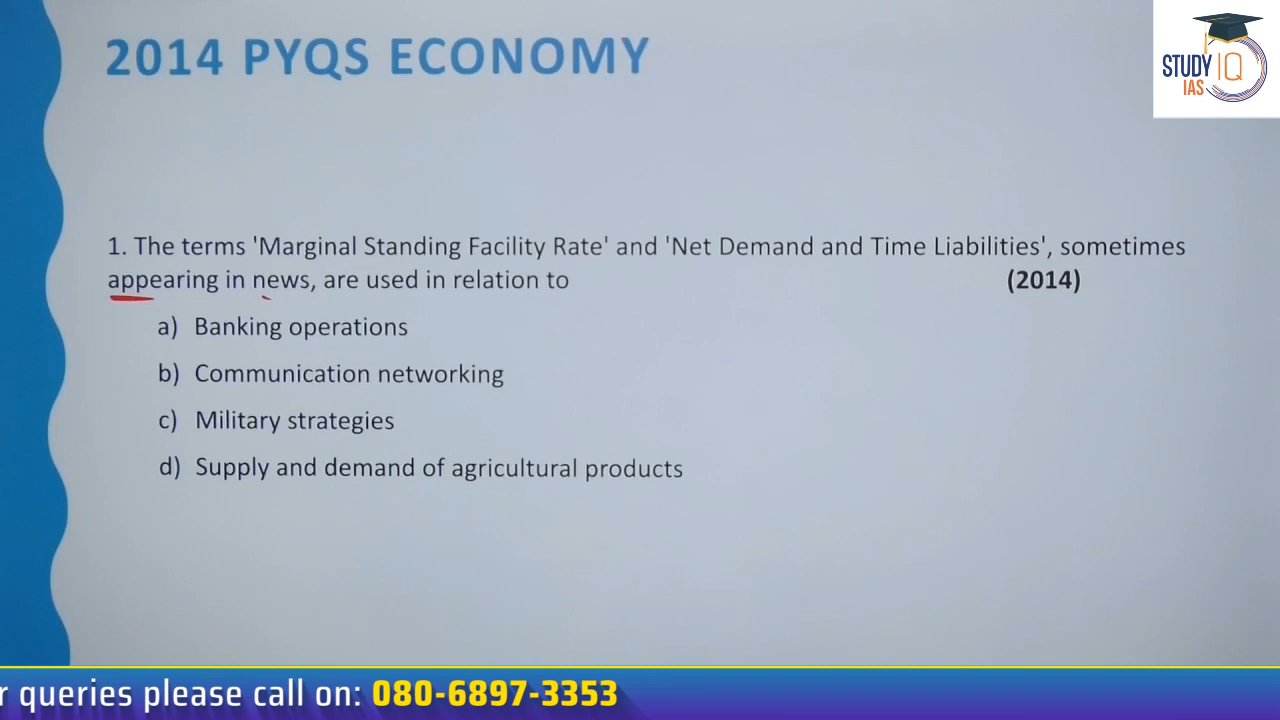 2014 PYQS ECONOMY
STUDY IQ
IAS
1. The terms 'Marginal Standing Facility Rate' and 'Net Demand and Time Liabilities', sometimes
appearing in news, are used in relation to (2014)
a) Banking operations
b) Communication networking
c) Military strategies
d) Supply and demand of agricultural products
r queries please call on: 080-6897-3353